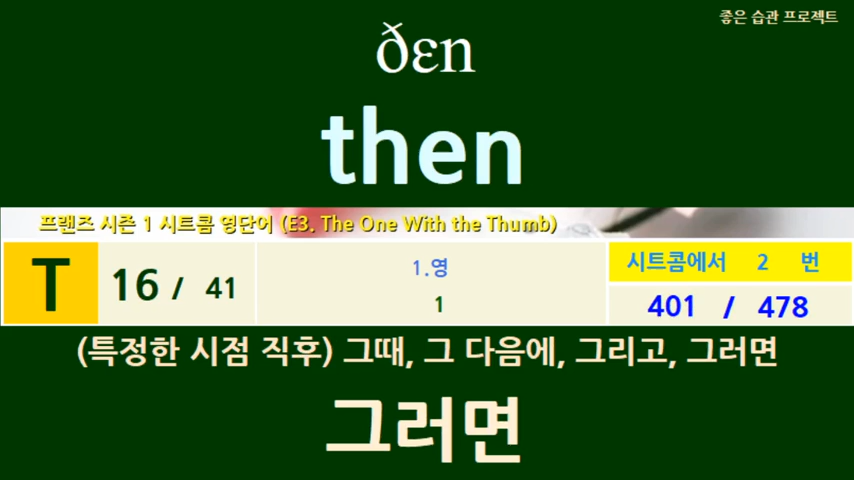 좋은 습관 프로젝트
ðɛn
then
프랜즈 시즌 1 시트콤 영단어 (E3. The One With the Thumb)
T 16 / 41
1.영
1
시트콤에서 2 번
401 / 478
(특정한 시점 직후) 그때, 그 다음에, 그리고, 그러면
그러면